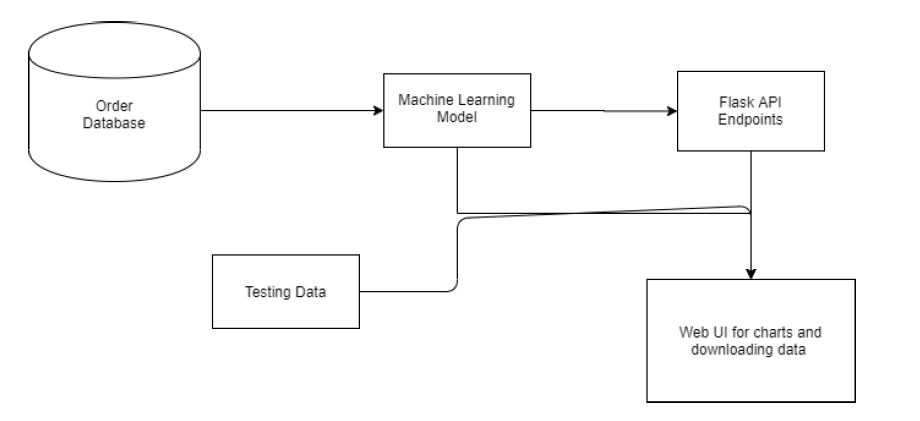 Order
Database
Machine Learning
Model
Flask API
Endpoints
Testing Data
Web UI for charts and
downloading data